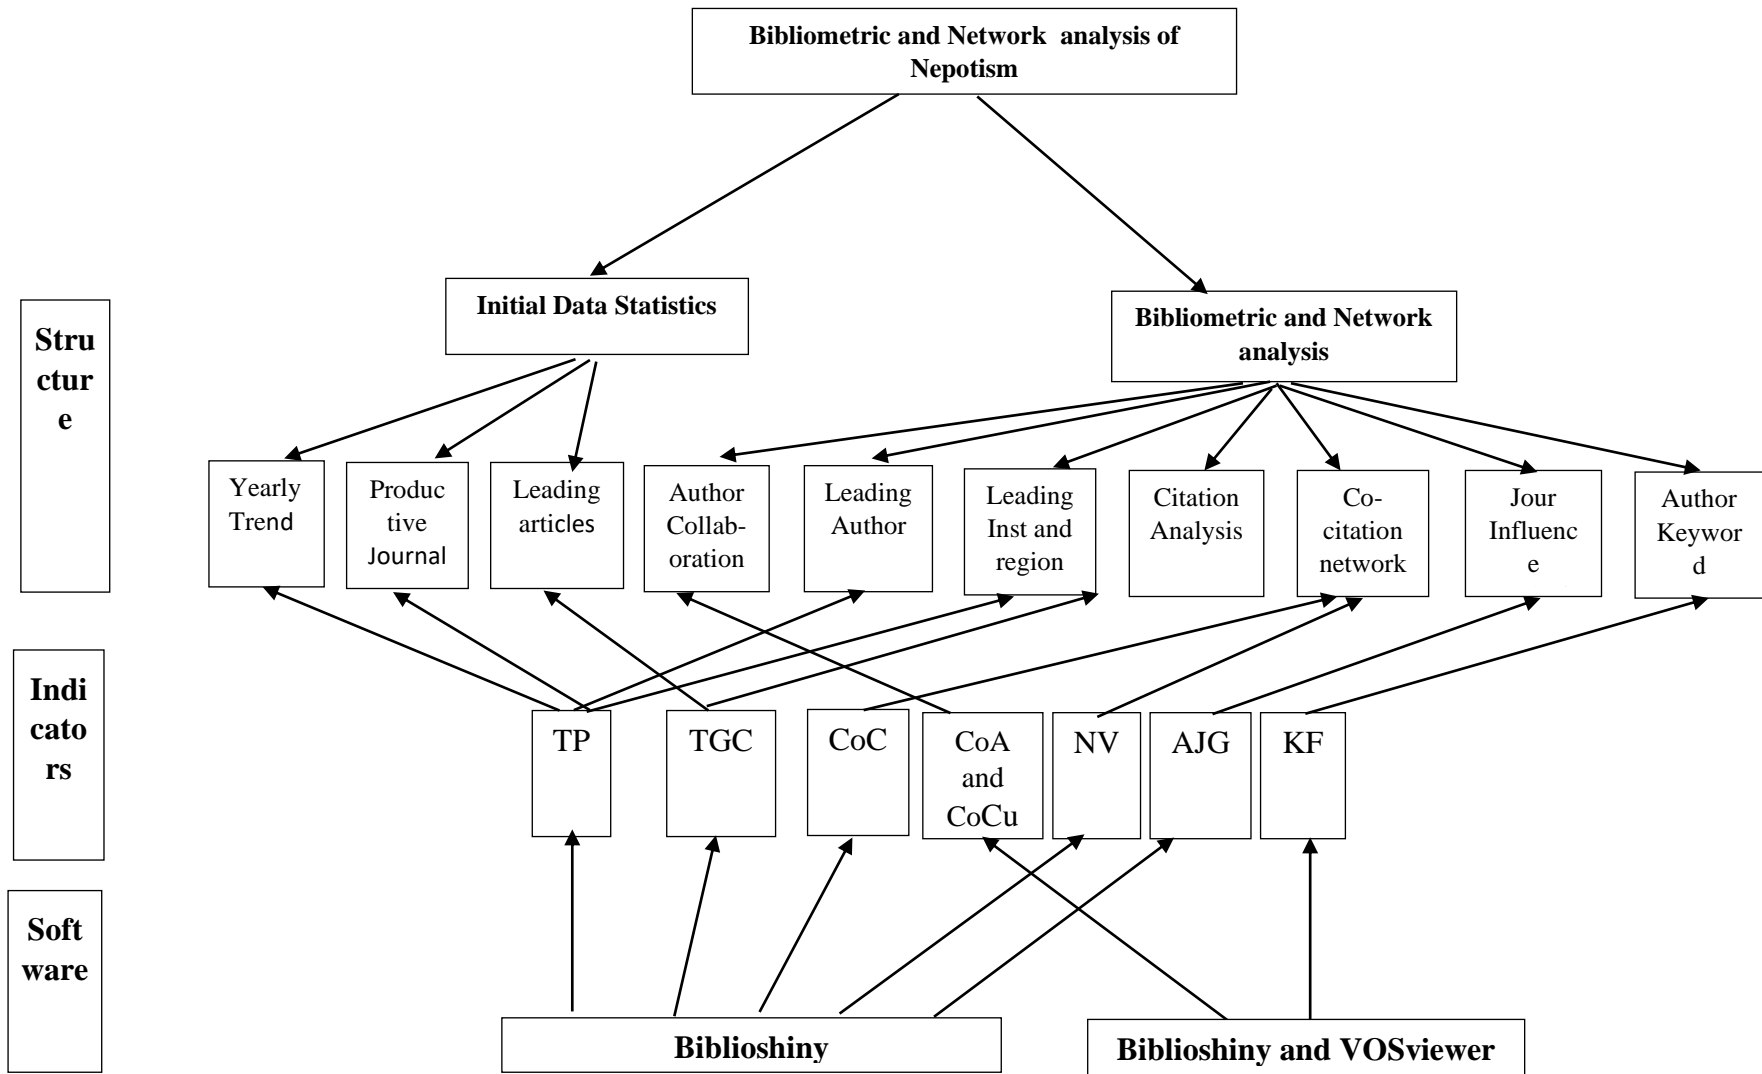 Bibliometric and Network analysis of
Nepotism
Initial Data Statistics
Bibliometric and Network
analysis
Stru
ctur
e
Yearly
Trend
Produc
tive
Journal
Leading
articles
Author
Collab-
oration
Leading
Author
Leading
Inst and
region
Citation
Analysis
Co-
citation
network
Jour
Influenc
e
Author
Keywor
d
Indi
cato
rs
TP
TGC
CoC
CoA
and
CoCu
NV
AJG
KF
Soft
ware
Biblioshiny
Biblioshiny and VOSviewer